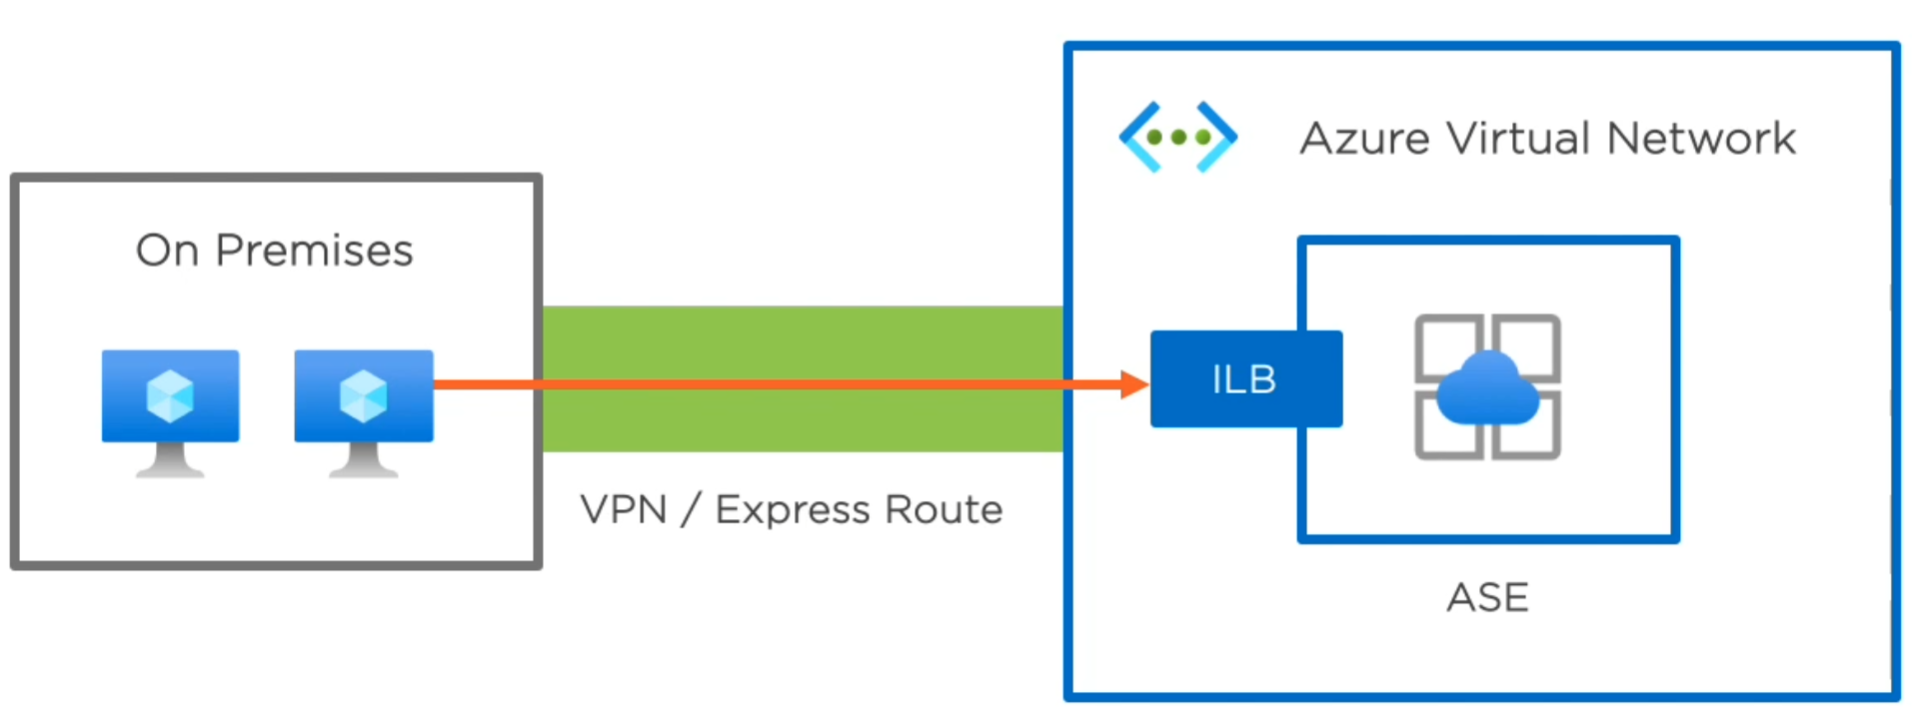 Azure Virtual Network
On Premises
ILB
VPN / Express Route
ASE